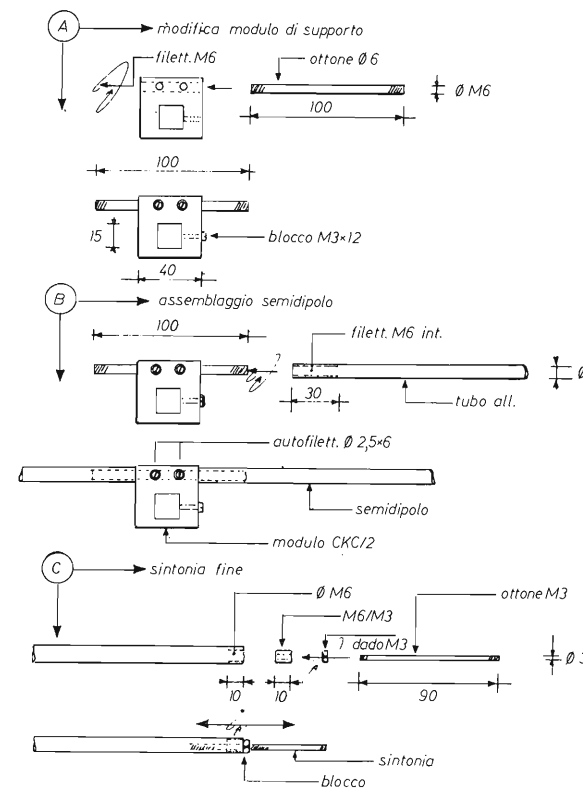 A
modifica modulo di supporto
filett. M6
ottone Ø 6
Ø M6
100
100
15
blocco M3×12
40
B
assemblaggio semidipolo
100
filett. M6 int.
Ø
30
tubo all.
autofilett. Ø 2,5×6
semidipolo
modulo CKC/2
C
sintonia fine
Ø M6
M6/M3
ottone M3
dado M3
Ø 3
10
10
90
sintonia
blocco